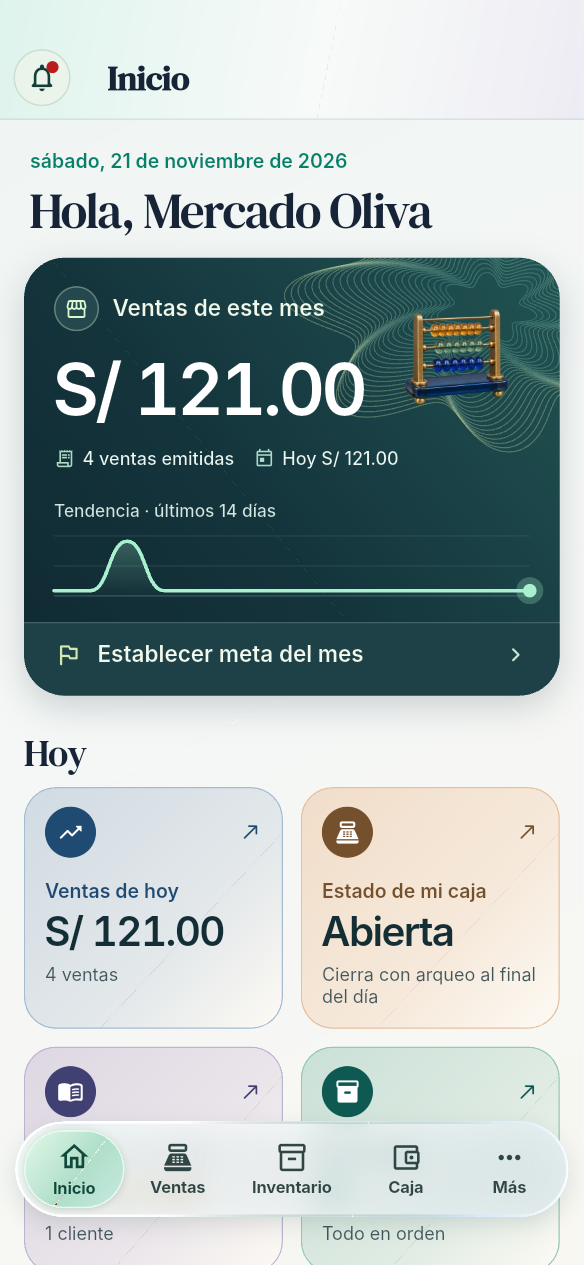 Inicio
sábado, 21 de noviembre de 2026
Hola, Mercado Oliva
Ventas de este mes
S/ 121.00
4 ventas emitidas
Hoy S/ 121.00
Tendencia · últimos 14 días
Establecer meta del mes
Hoy
Ventas de hoy
S/ 121.00
4 ventas
Estado de mi caja
Abierta
Cierra con arqueo al final
del día
1 cliente
Todo en orden
Inicio
Ventas
Inventario
Caja
Más